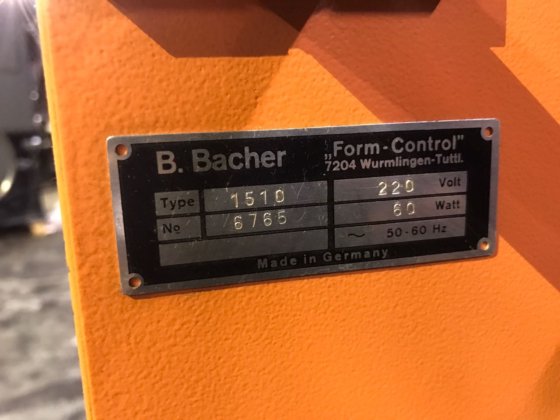 B. Bacher
„Form-Control"
7204 Wurmlingen-Tuttl.
Type 1510
220 Volt
No 6765
60 Watt
~ 50-60 Hz
Made in Germany